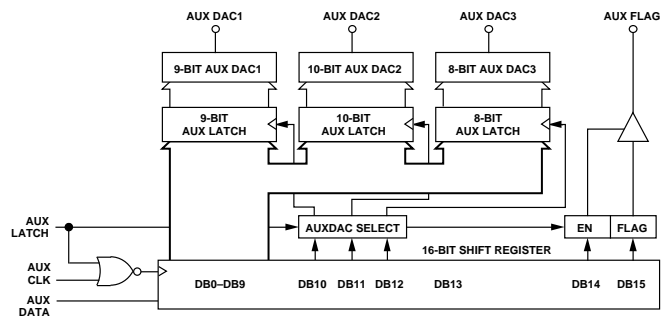 AUX DAC1 AUX DAC2 AUX DAC3 AUX FLAG
9-BIT AUX DAC1 10-BIT AUX DAC2 8-BIT AUX DAC3
9-BIT AUX LATCH
10-BIT AUX LATCH
8-BIT AUX LATCH
AUX LATCH
AUXDAC SELECT EN FLAG
16-BIT SHIFT REGISTER
AUX CLK
DB0–DB9 DB10 DB11 DB12 DB13 DB14 DB15
AUX DATA